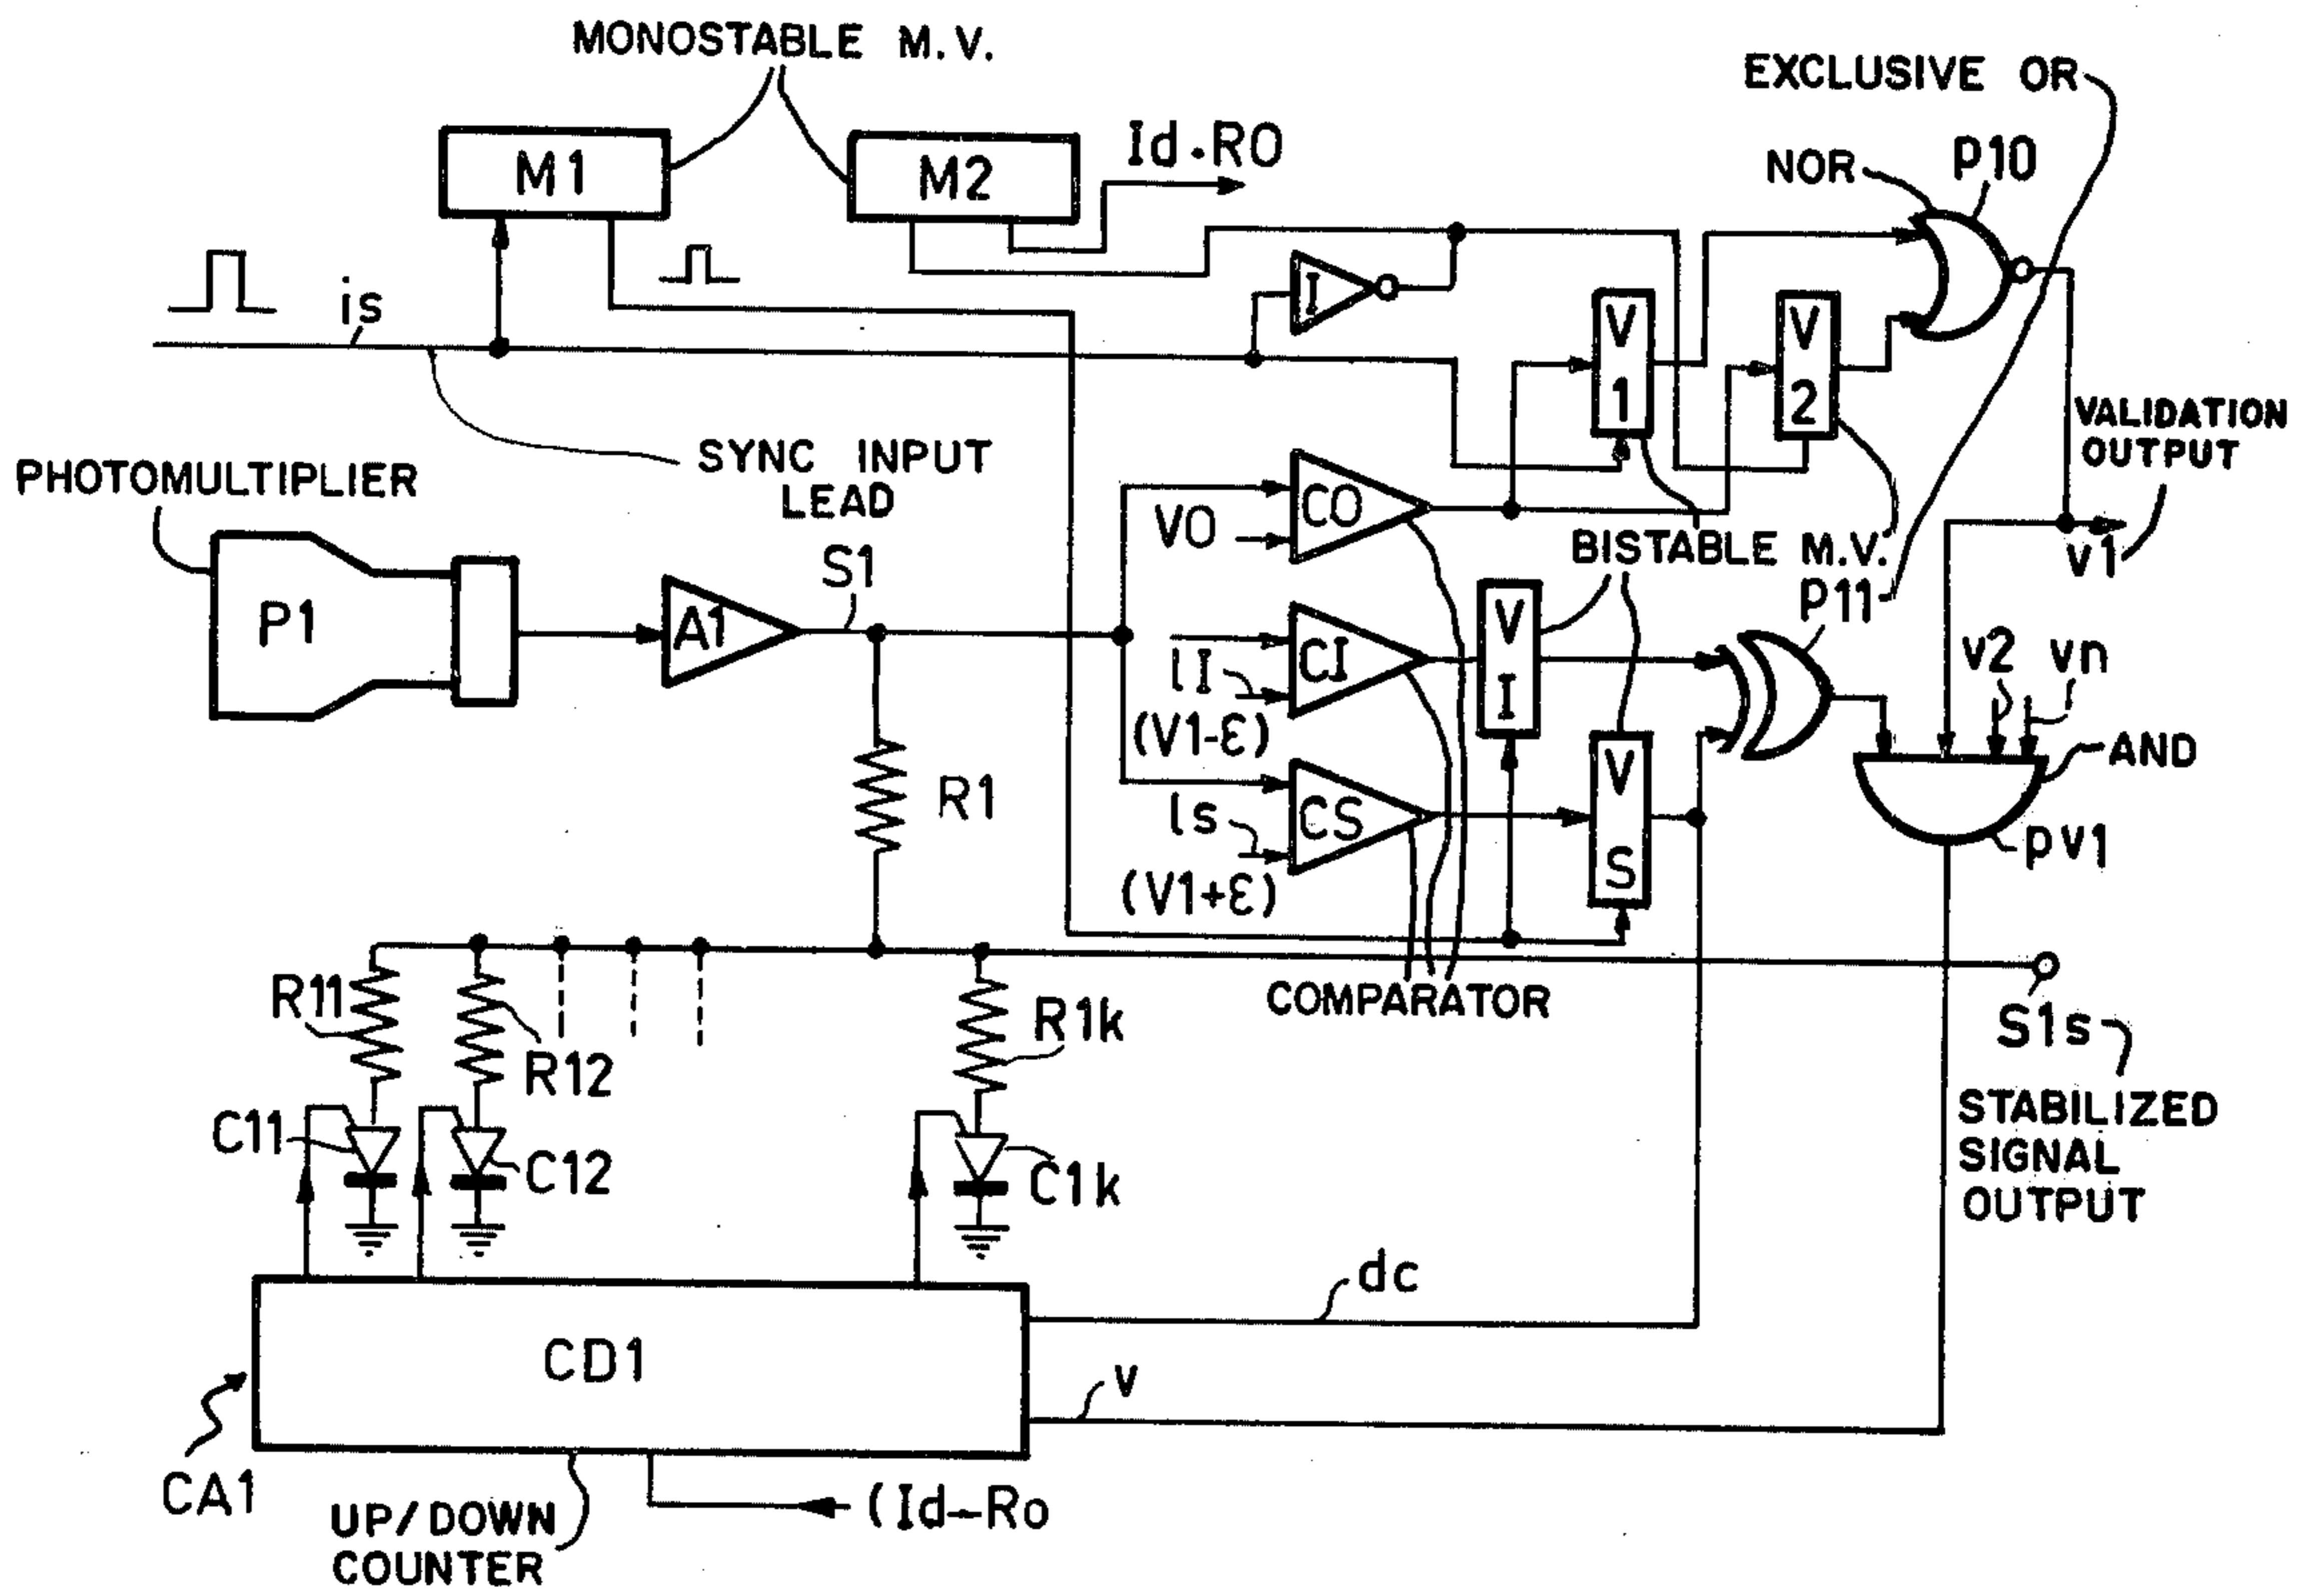 MONOSTABLE M.V.
EXCLUSIVE OR
M1
M2
Id·RO
NOR
P10
is
I
V
1
V
2
VALIDATION
OUTPUT
SYNC INPUT
LEAD
PHOTOMULTIPLIER
P1
A1
S1
VO
CO
BISTABLE M.V.
v1
P11
lI
(V1-Ɛ)
CI
V
I
v2
vn
AND
pv1
R1
ls
(V1+Ɛ)
CS
V
S
COMPARATOR
S1s
STABILIZED
SIGNAL
OUTPUT
R11
R12
R1k
C11
C12
C1k
dc
CD1
v
CA1
UP/DOWN
COUNTER
(Id-Ro